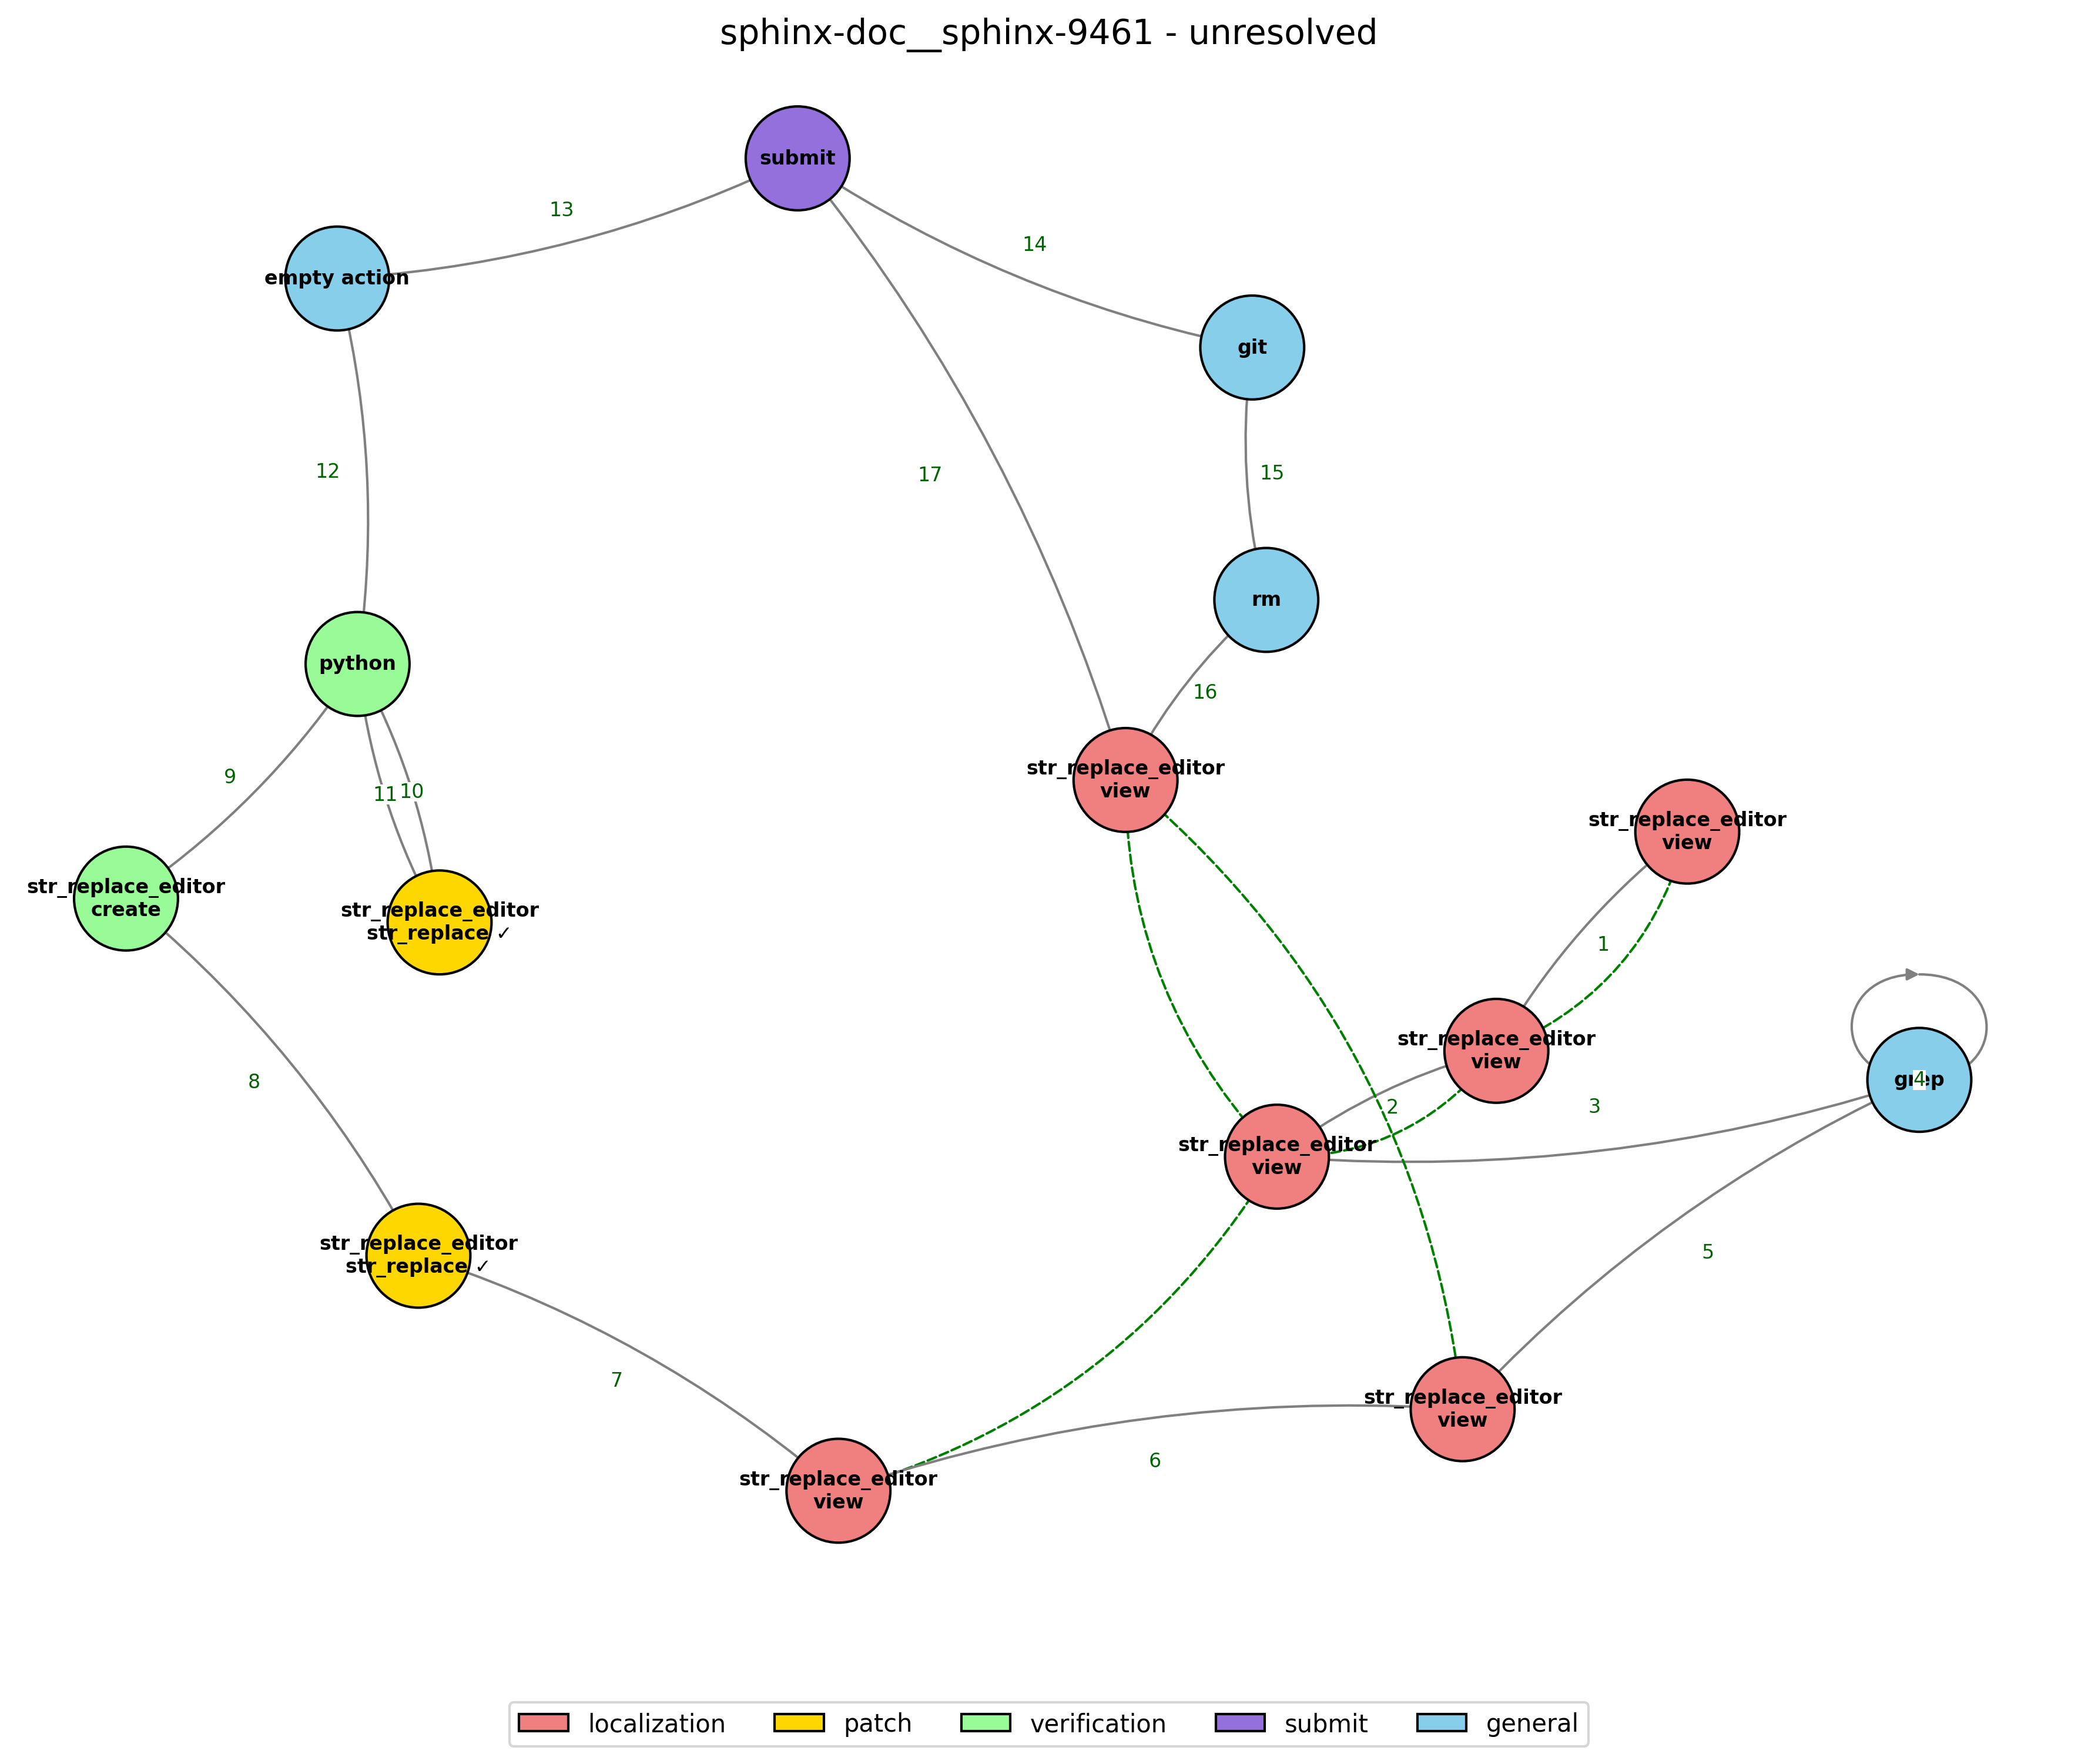 sphinx-doc__sphinx-9461 - unresolved
submit
13
empty action
14
git
12
17
15
rm
python
16
9
11
10
str_replace_editor
view
str_replace_editor
view
str_replace_editor
create
str_replace_editor
str_replace ✓
1
str_replace_editor
view
grep
4
8
2
3
str_replace_editor
view
str_replace_editor
str_replace ✓
5
7
6
str_replace_editor
view
str_replace_editor
view
localization
patch
verification
submit
general